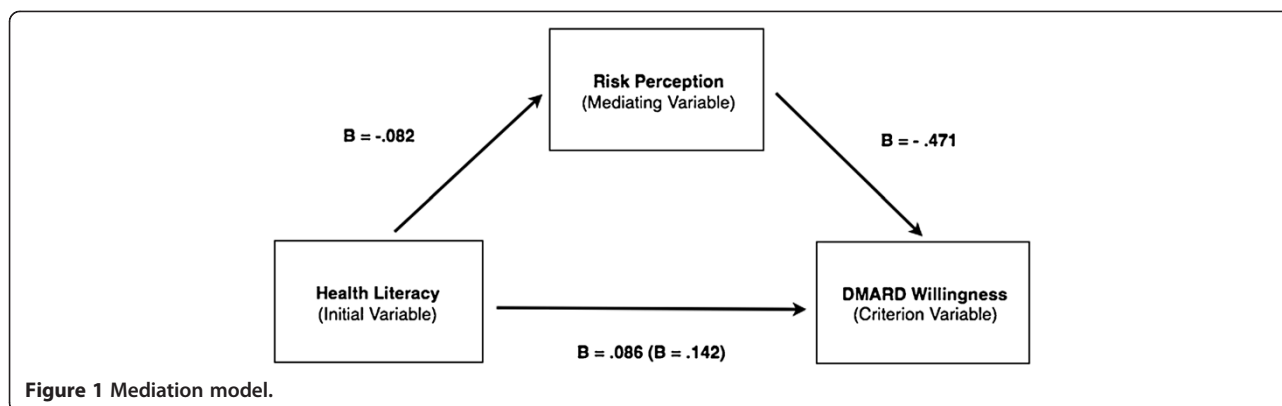 Risk Perception
(Mediating Variable)
B = -.082
B = - .471
Health Literacy
(Initial Variable)
DMARD Willingness
(Criterion Variable)
B = .086 (B = .142)
Figure 1 Mediation model.